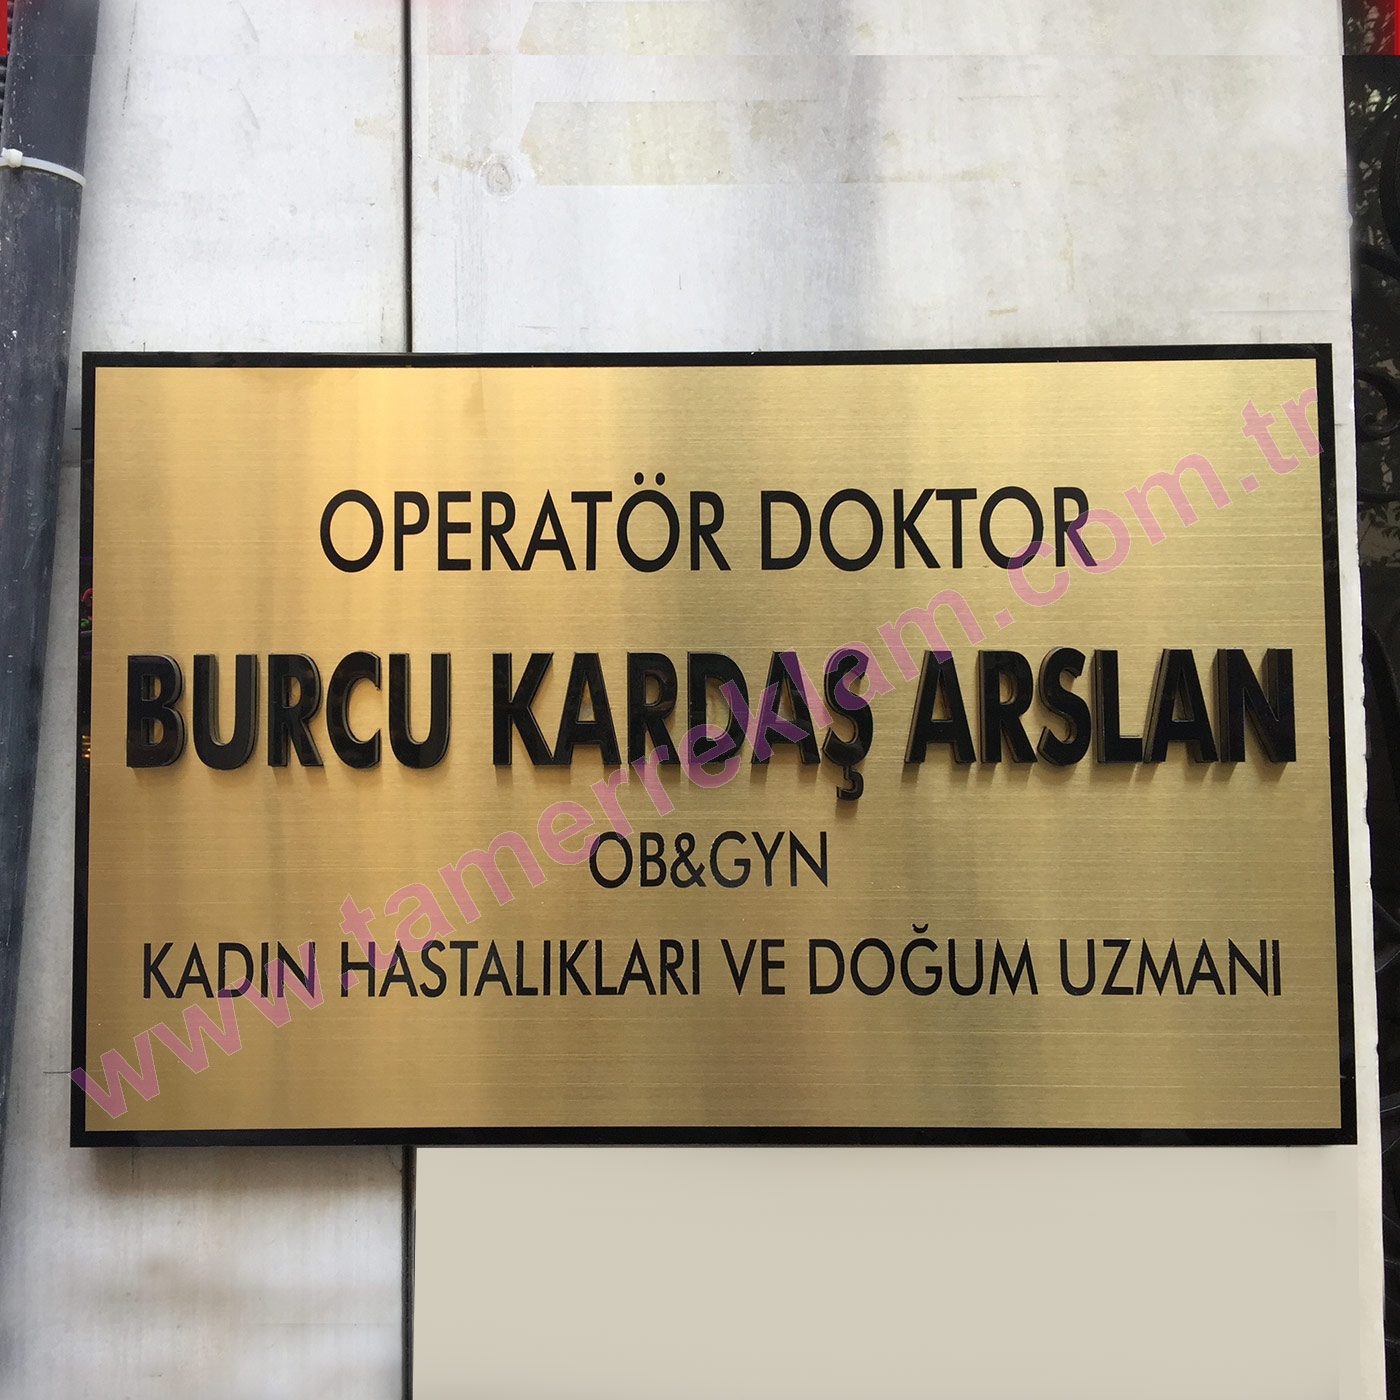 OPERATÖR DOKTOR
BURCU KARDAŞ ARSLAN
OB&GYN
KADIN HASTALIKLARI VE DOĞUM UZMANI
www.tamerreklam.com.tr